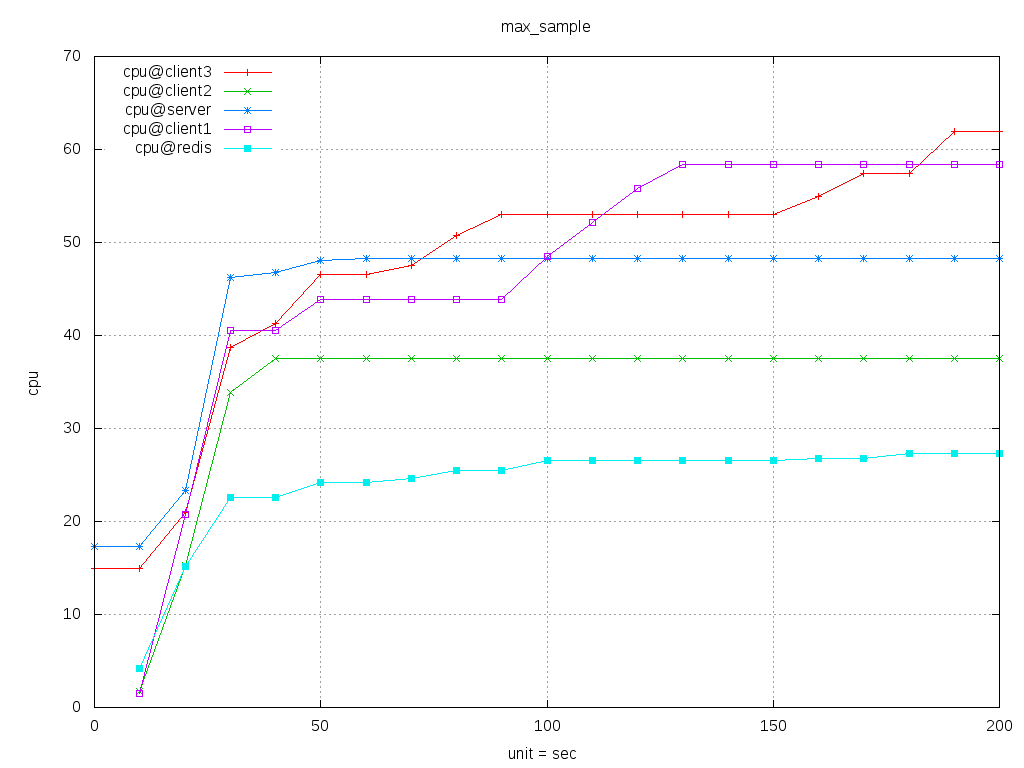 max_sample
70
60
50
40
30
20
10
0
cpu@client3
cpu@client2
cpu@server
cpu@client1
cpu@redis
cpu
0 50 100 150 200
unit = sec